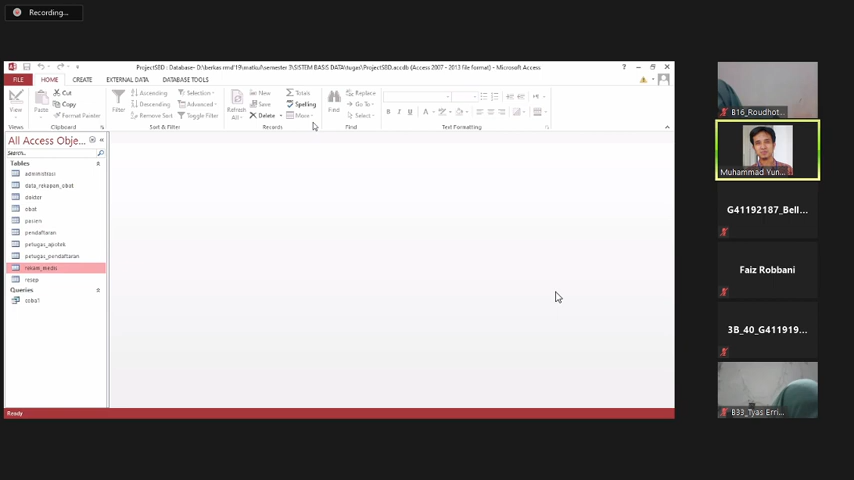 Recording...
ProjectSBD : Database- D:\berkas rmd'19\matkul\semester 3\SISTEM BASIS DATA\tugas\ProjectSBD.accdb (Access 2007 - 2013 file format) - Microsoft Access
FILE HOME CREATE EXTERNAL DATA DATABASE TOOLS
View
Views
Paste
Cut
Copy
Format Painter
Clipboard
Filter
Ascending
Descending
Remove Sort
Selection
Advanced
Toggle Filter
Sort & Filter
Refresh
All
New
Save
Delete
Totals
Spelling
More
Records
Find
Replace
Go To
Select
Find
B I U A
Text Formatting
All Access Obje...
Search...
Tables
administrasi
data_rekapan_obat
dokter
obat
pasien
pendaftaran
petugas_apotek
petugas_pendaftaran
rekam_medis
resep
Queries
coba1
Ready
B16_Roudhot...
Muhammad Yun...
G41192187_Bell...
Faiz Robbani
3B_40_G411919...
B33_Tyas Erri...